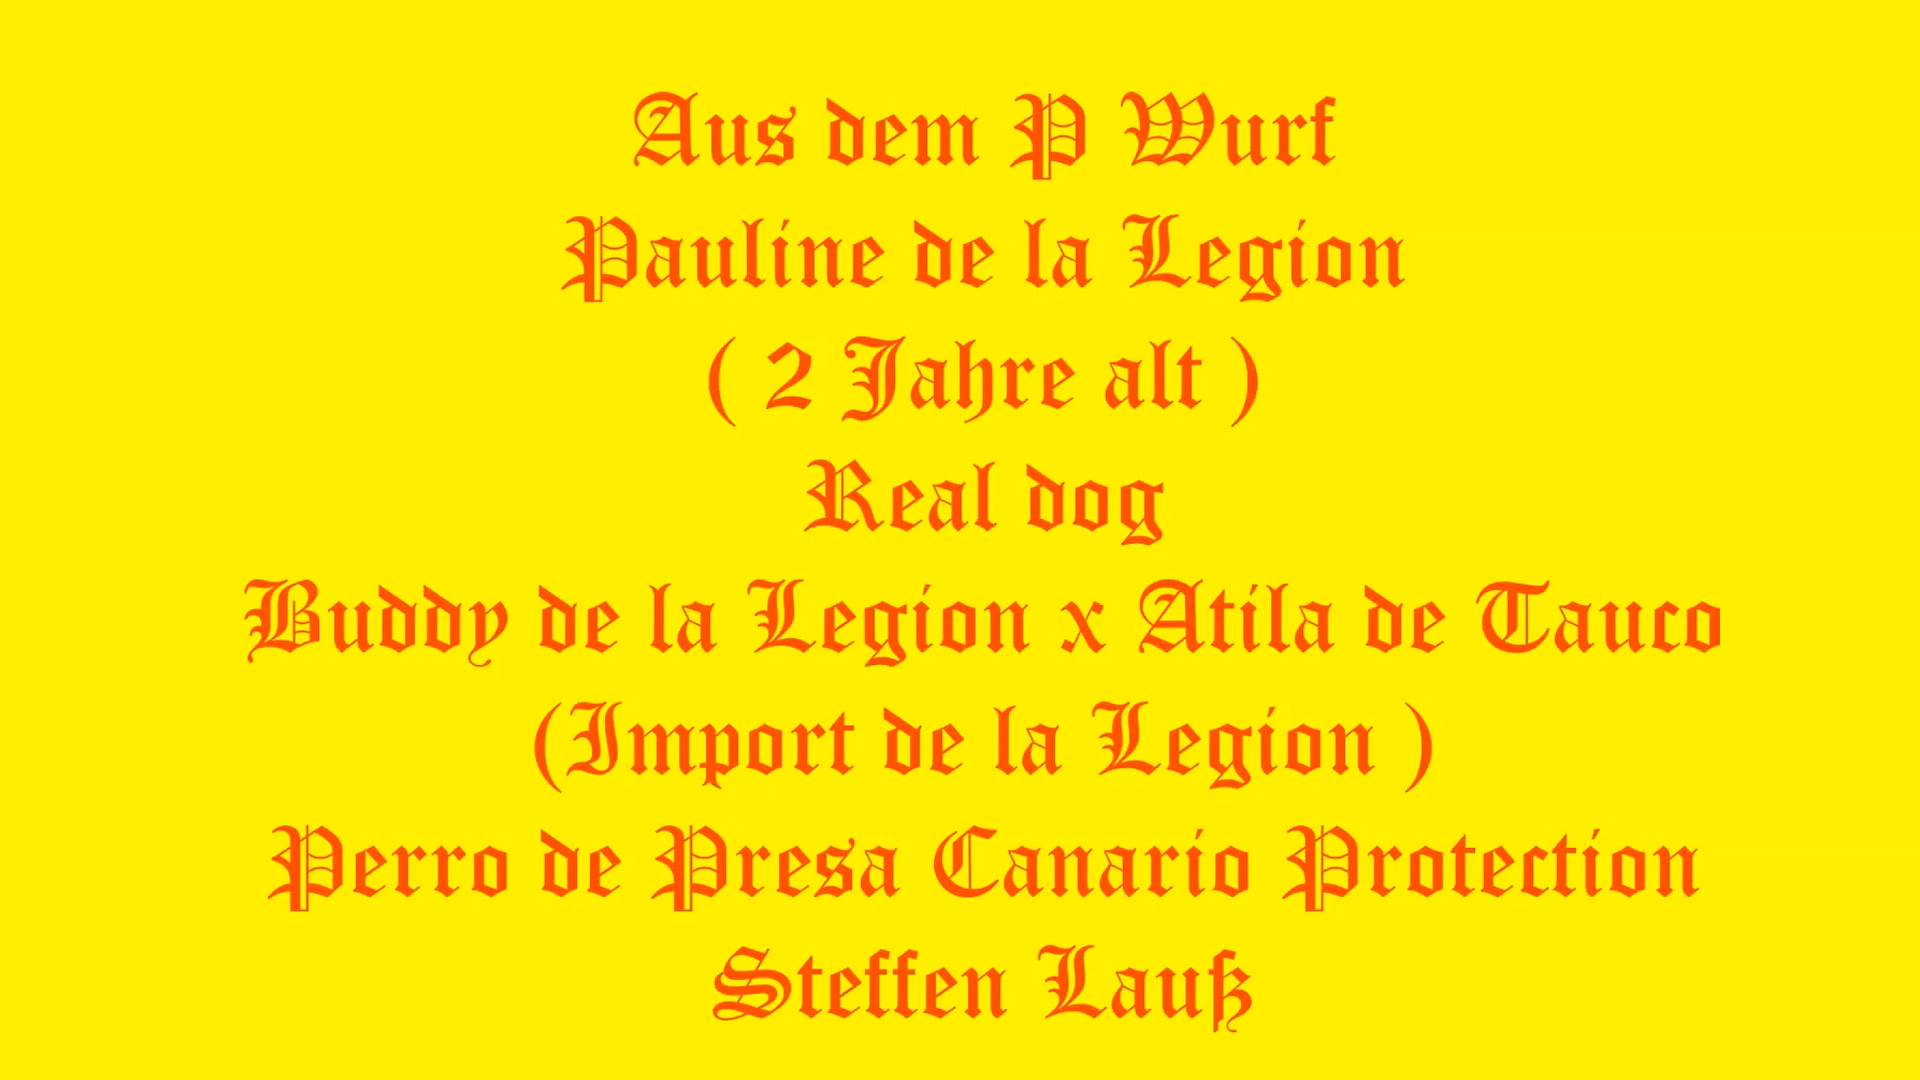 Aus dem P Wurf
Pauline de la Legion
( 2 Jahre alt )
Real dog
Buddy de la Legion x Atila de Tauco
(Import de la Legion )
Perro de Presa Canario Protection
Steffen Lauß